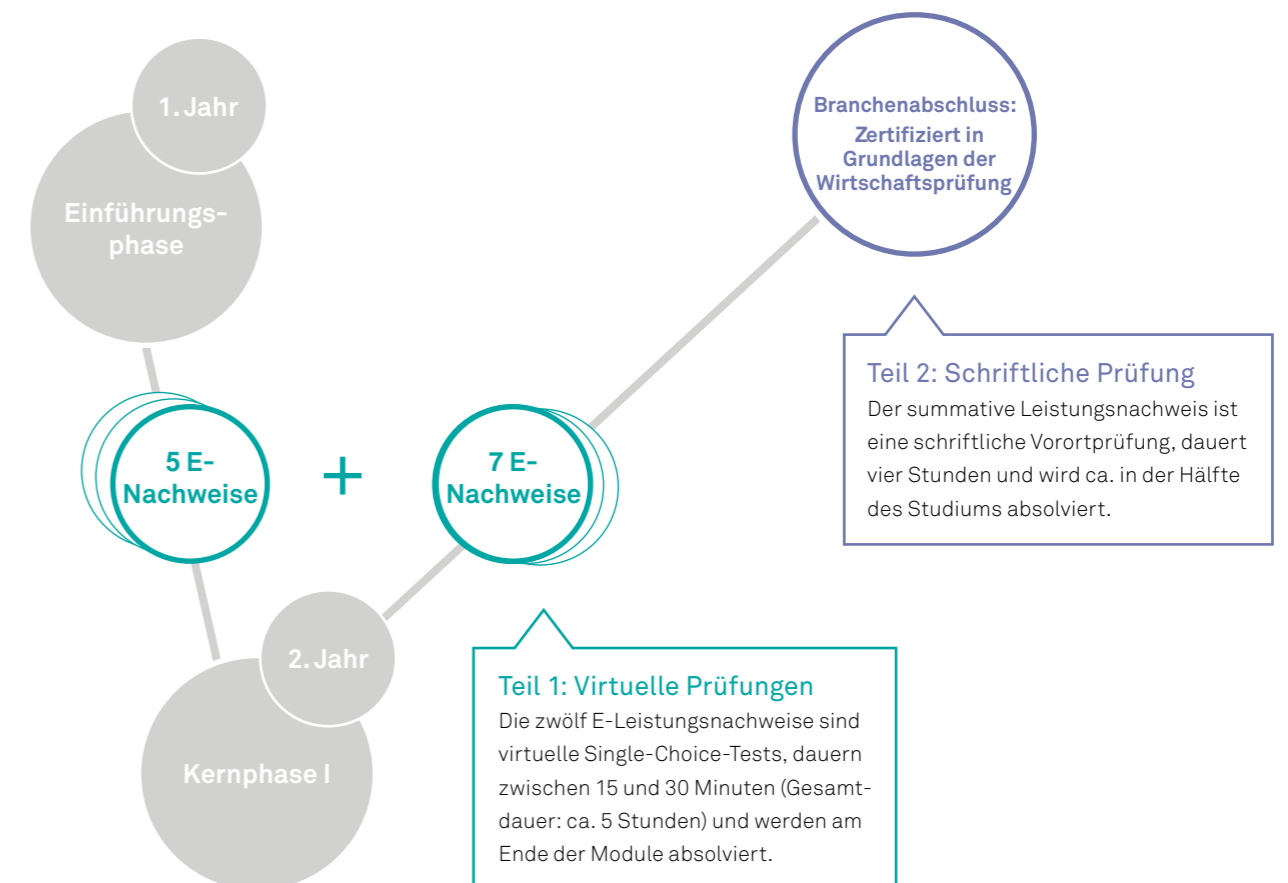 1. Jahr
Einführungs-
phase
Branchenabschluss:
Zertifiziert in
Grundlagen der
Wirtschaftsprüfung
5 E-
Nachweise
+
7 E-
Nachweise
Teil 2: Schriftliche Prüfung
Der summative Leistungsnachweis ist
eine schriftliche Vorortprüfung, dauert
vier Stunden und wird ca. in der Hälfte
des Studiums absolviert.
2. Jahr
Kernphase I
Teil 1: Virtuelle Prüfungen
Die zwölf E-Leistungsnachweise sind
virtuelle Single-Choice-Tests, dauern
zwischen 15 und 30 Minuten (Gesamt-
dauer: ca. 5 Stunden) und werden am
Ende der Module absolviert.